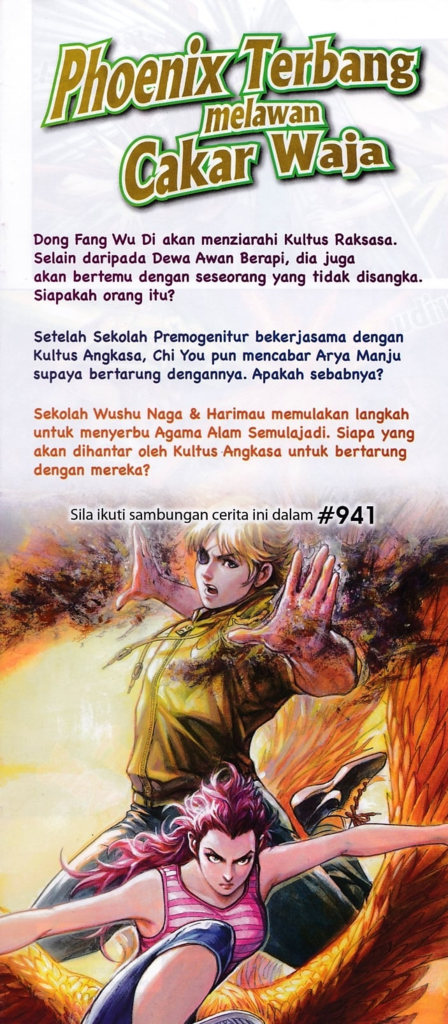 Phoenix Terbang
melawan
Cakar Waja
Dong Fang Wu Di akan menziarahi Kultus Raksasa.
Selain daripada Dewa Awan Berapi, dia juga
akan bertemu dengan seseorang yang tidak disangka.
Siapakah orang itu?
Setelah Sekolah Premogenitur bekerjasama dengan
Kultus Angkasa, Chi You pun mencabar Arya Manju
supaya bertarung dengannya. Apakah sebabnya?
Sekolah Wushu Naga & Harimau memulakan langkah
untuk menyerbu Agama Alam Semulajadi. Siapa yang
akan dihantar oleh Kultus Angkasa untuk bertarung
dengan mereka?
Sila ikuti sambungan cerita ini dalam #941